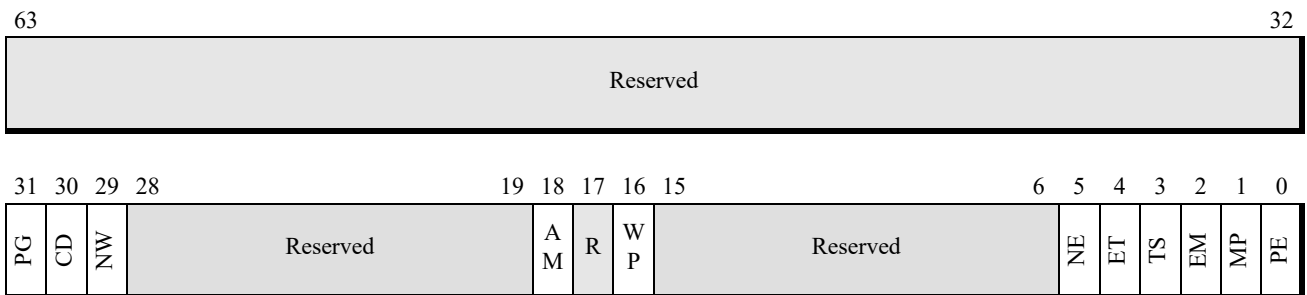 63 32
Reserved
31 30 29 28 19 18 17 16 15 6 5 4 3 2 1 0
PG CD NW Reserved AM R WP Reserved NE ET TS EM MP PE